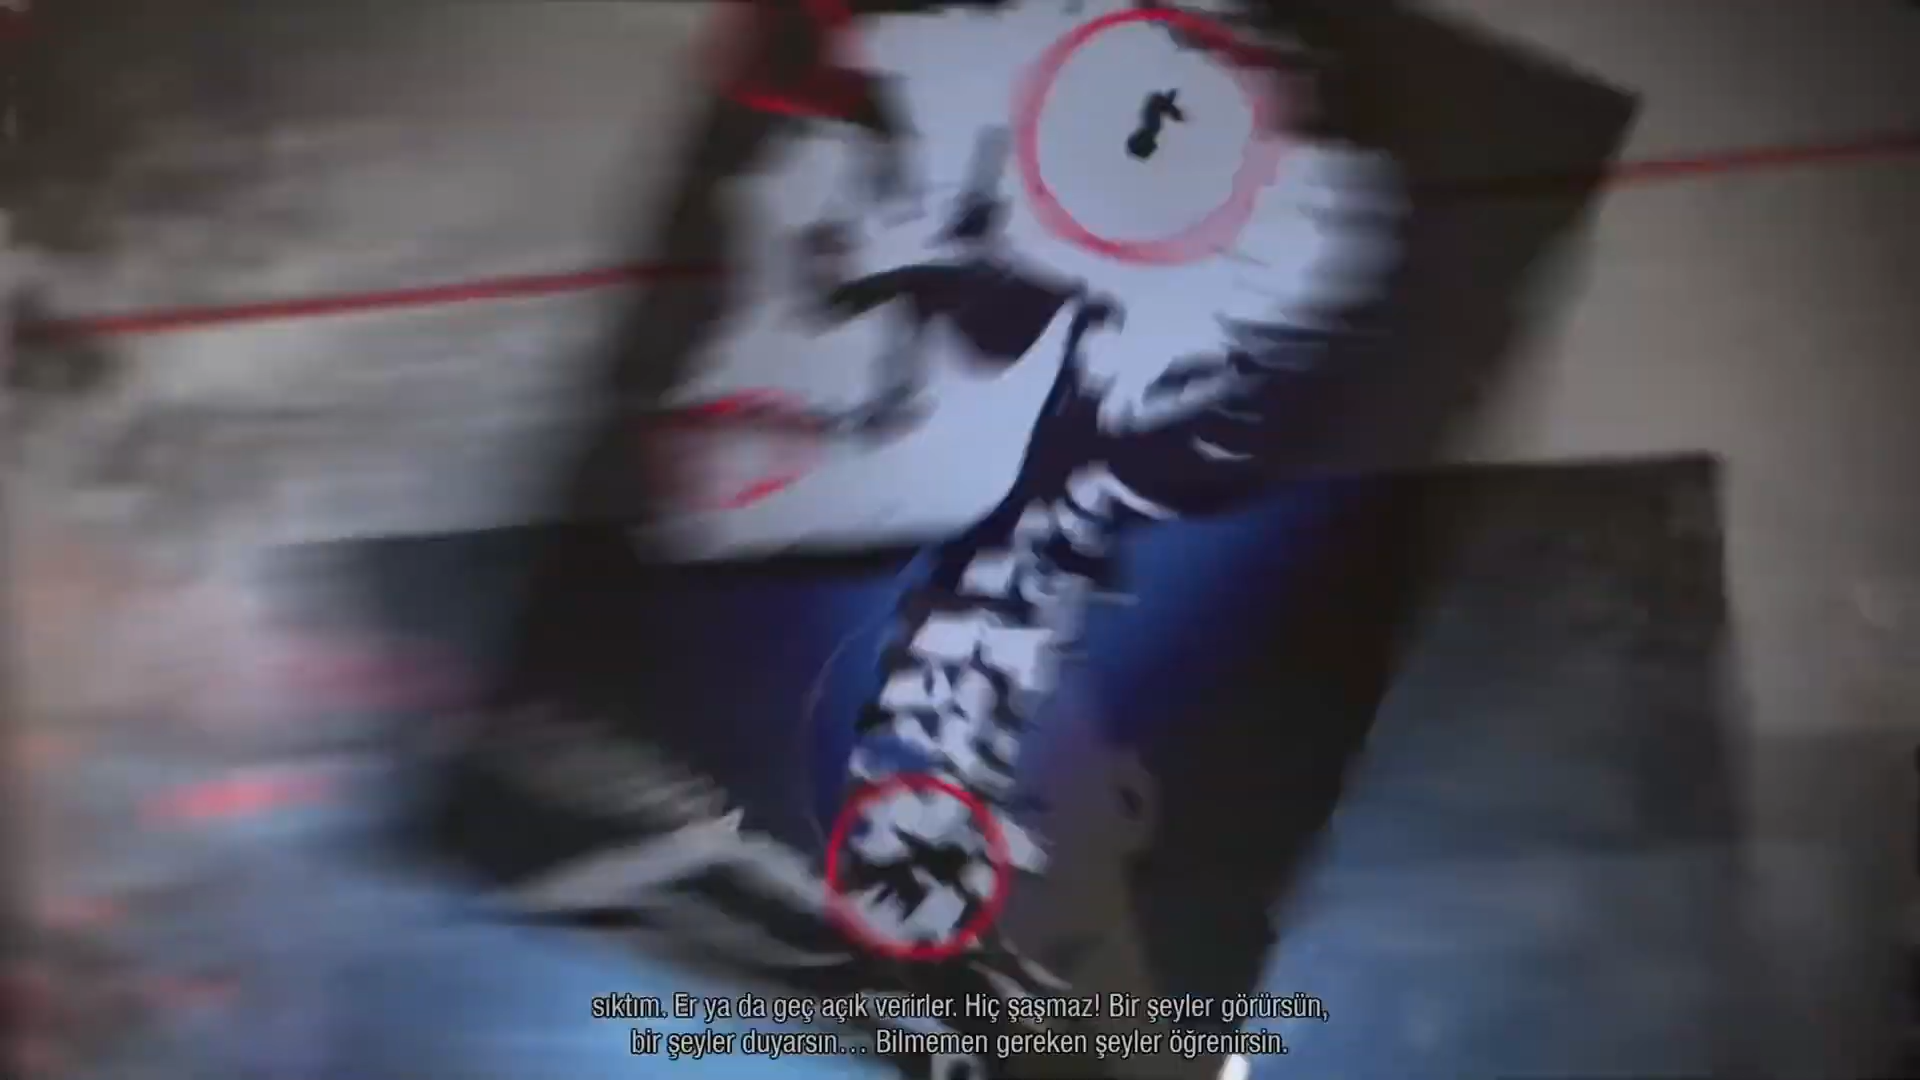 sıktım. Er ya da geç açık verirler. Hiç şaşmaz! Bir şeyler görürsün,
bir şeyler duyarsın… Bilmemen gereken şeyler öğrenirsin.